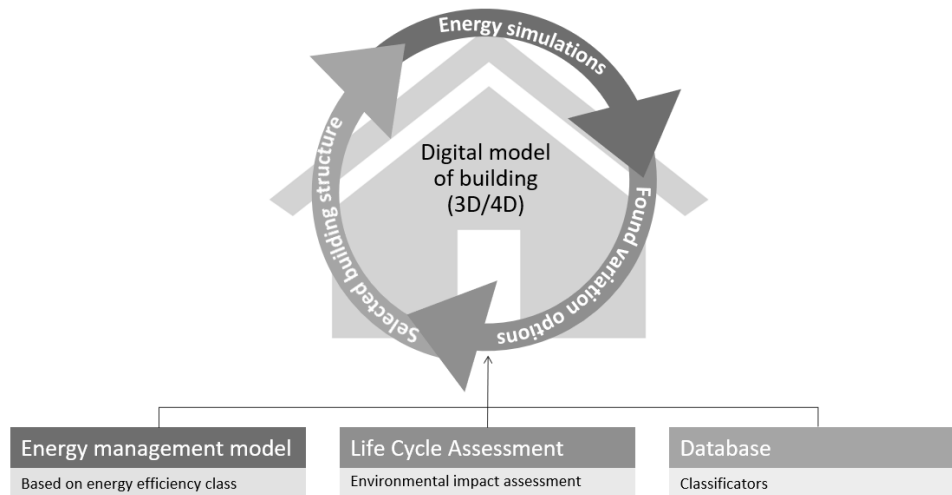 Energy simulations
Found variation options
Selected building structure
Digital model
of building
(3D/4D)
Energy management model
Based on energy efficiency class
Life Cycle Assessment
Environmental impact assessment
Database
Classificators